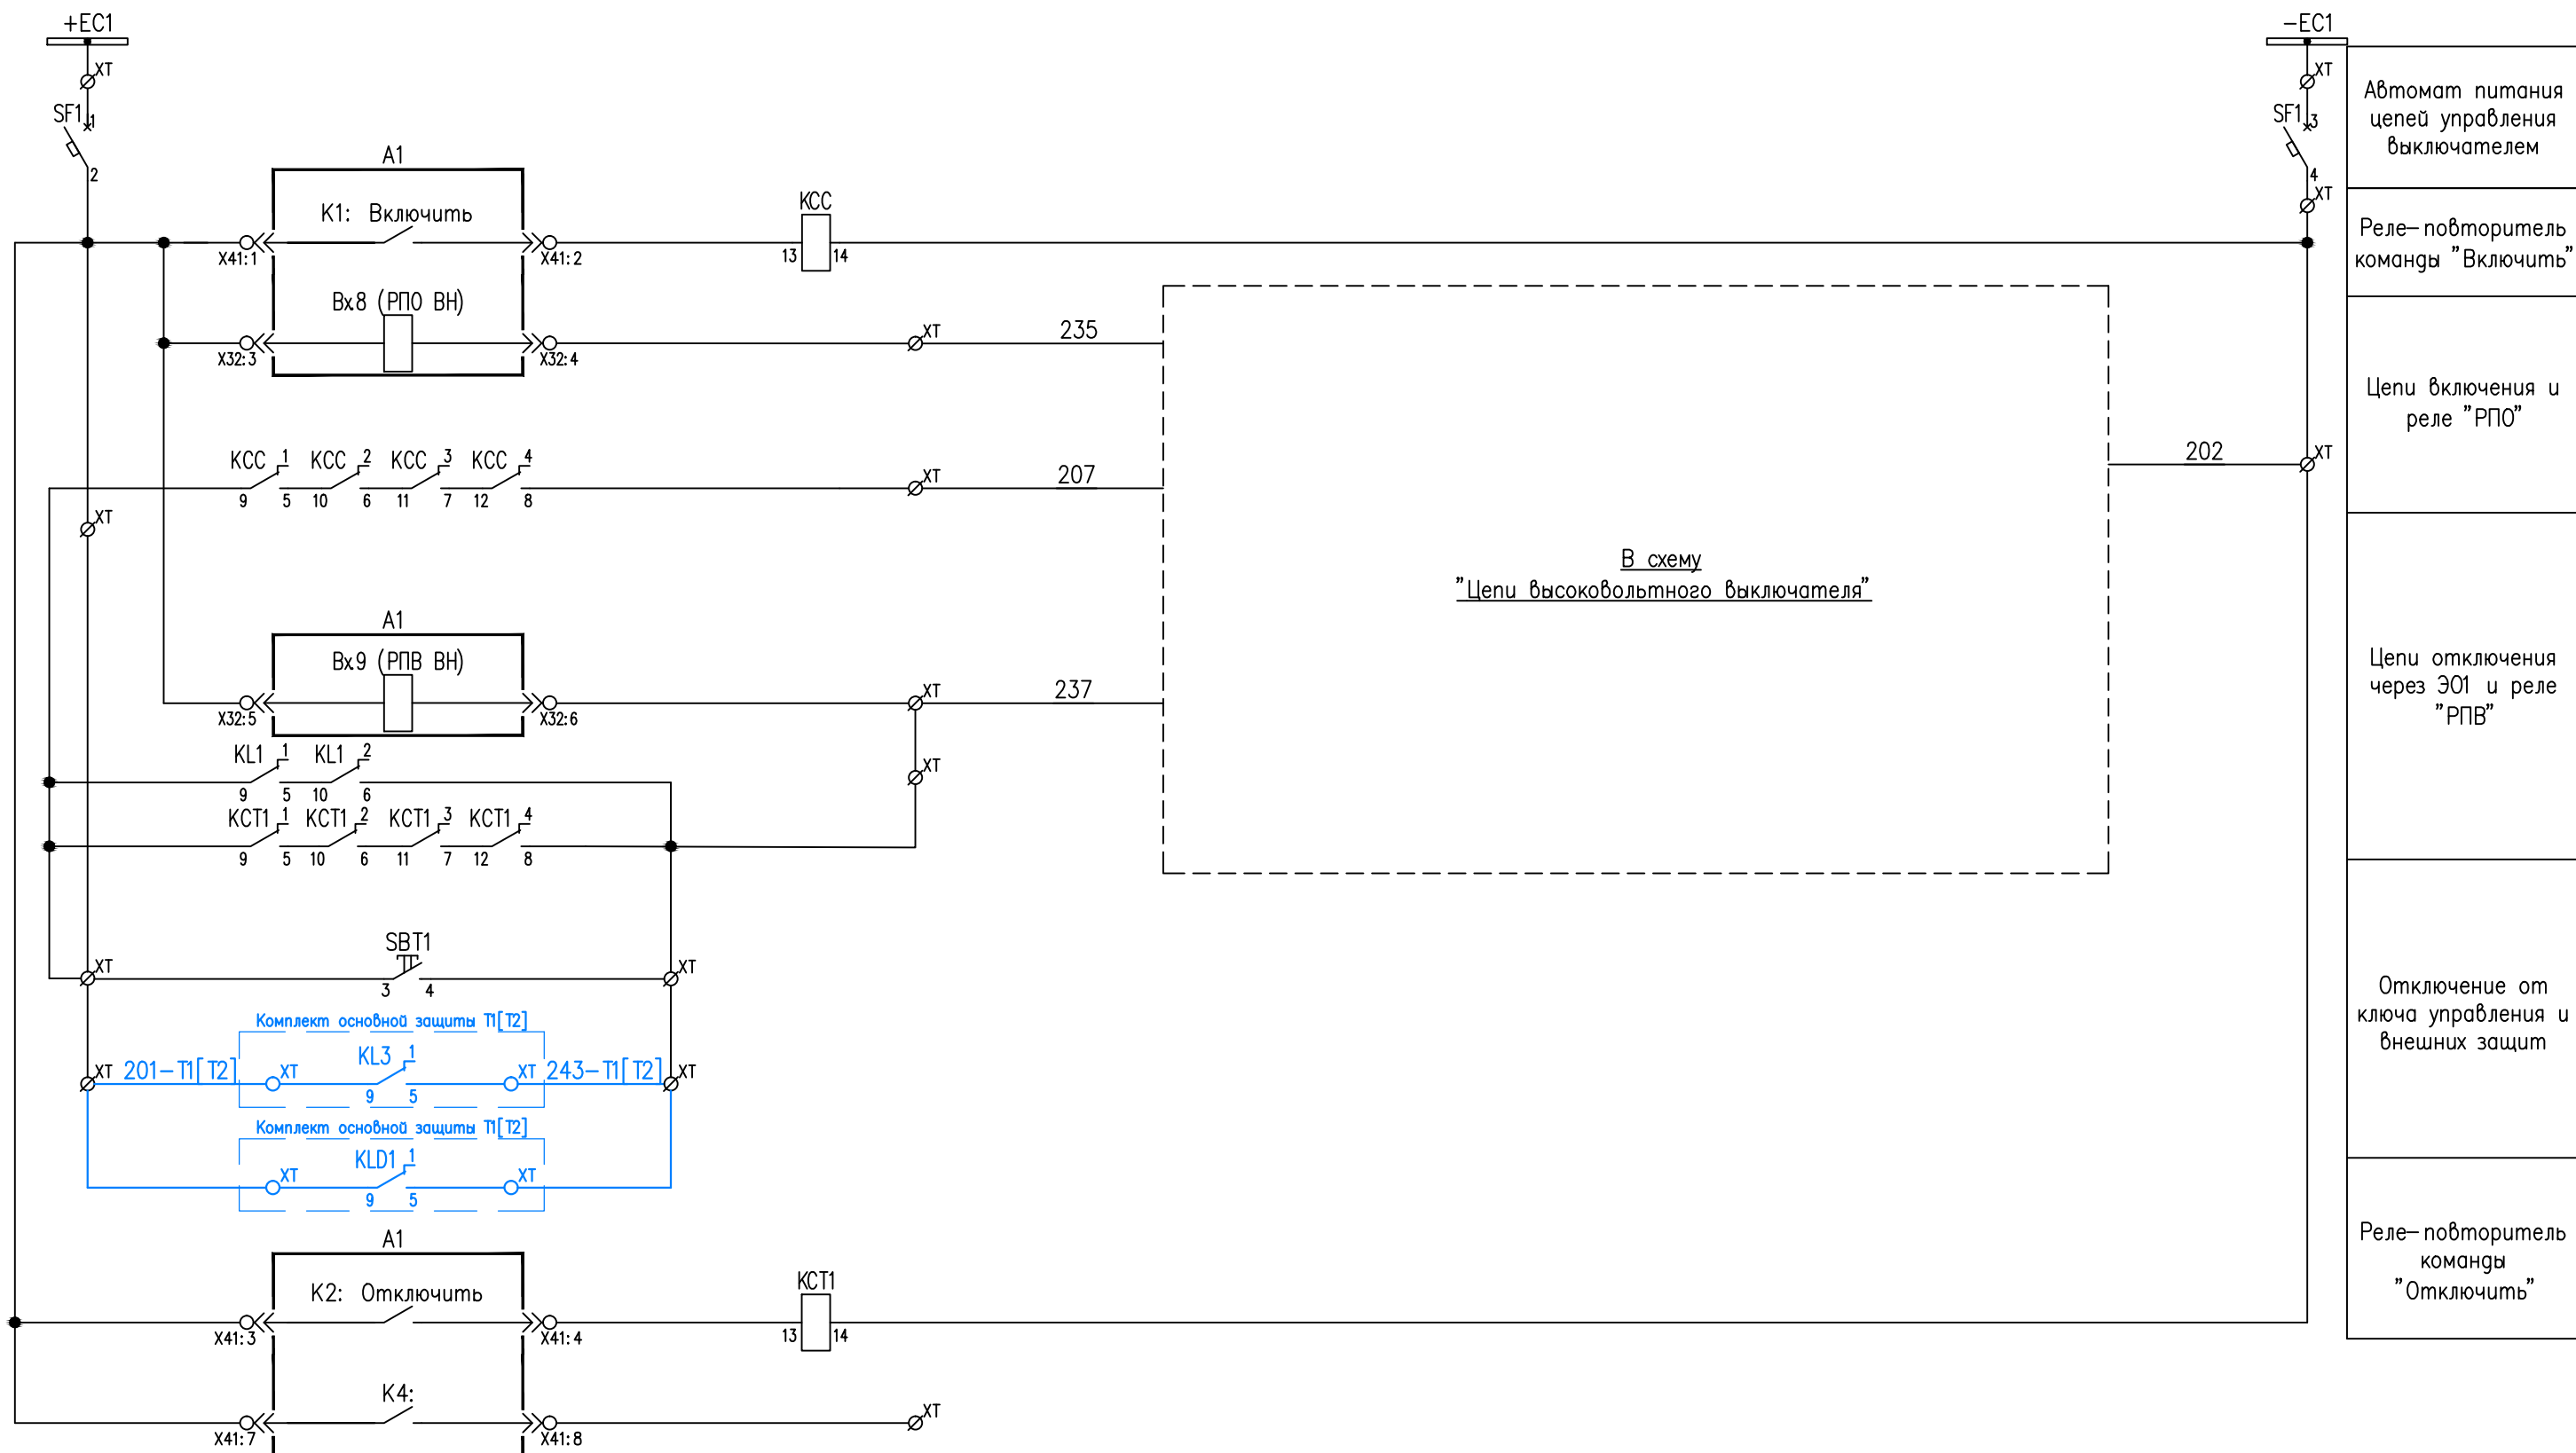 +EC1
XT
SF1
1
2
-EC1
XT
SF1
3
4
XT
Автомат питания
цепей управления
выключателем
A1
K1: Включить
X41:1
X41:2
KCC
13
14
Реле-повторитель
команды "Включить"
Вх.8 (РПО ВН)
X32:3
X32:4
XT
235
Цепи включения и
реле "РПО"
KCC 1 KCC 2 KCC 3 KCC 4
9 5 10 6 11 7 12 8
XT
207
202
XT
XT
В схему
"Цепи высоковольтного выключателя"
A1
Вх.9 (РПВ ВН)
X32:5
X32:6
XT
237
XT
Цепи отключения
через ЭО1 и реле
"РПВ"
KL1 1 KL1 2
9 5 10 6
KCT1 1 KCT1 2 KCT1 3 KCT1 4
9 5 10 6 11 7 12 8
XT
SBT1
3 4
XT
Отключение от
ключа управления и
внешних защит
Комплект основной защиты T1[T2]
XT
201-T1[T2]
XT
KL3 1
9 5
XT
243-T1[T2]
XT
Комплект основной защиты T1[T2]
XT
KLD1 1
9 5
XT
A1
K2: Отключить
X41:3
X41:4
KCT1
13
14
Реле-повторитель
команды
"Отключить"
K4:
X41:7
X41:8
XT